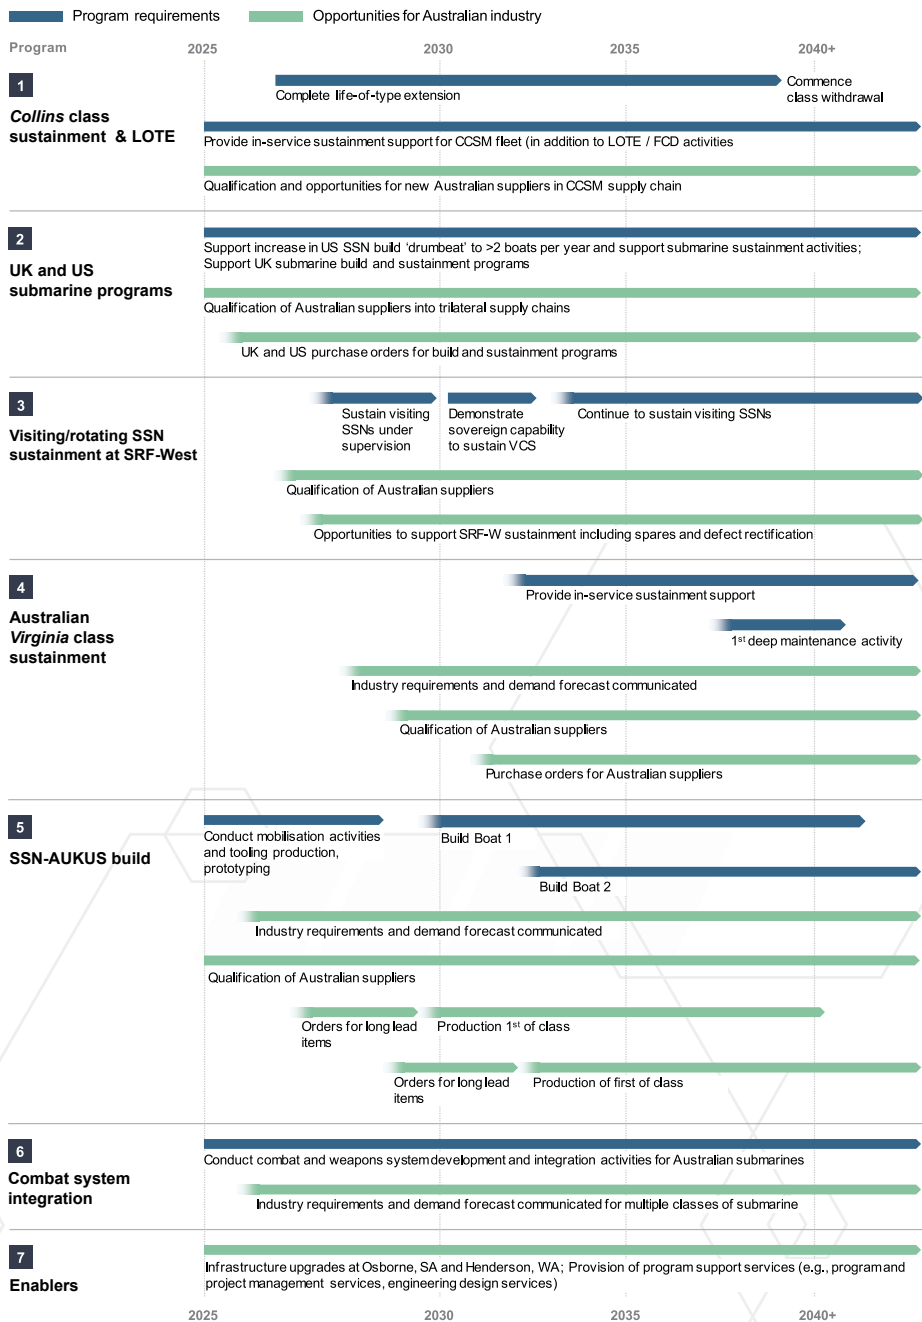 Program requirements
Opportunities for Australian industry
Program
2025
2030
2035
2040+
1
Collins class
sustainment & LOTE
Complete life-of-type extension
Commence
class withdrawal
Provide in-service sustainment support for CCSM fleet (in addition to LOTE / FCD activities
Qualification and opportunities for new Australian suppliers in CCSM supply chain
2
UK and US
submarine programs
Support increase in US SSN build ‘drumbeat’ to >2 boats per year and support submarine sustainment activities;
Support UK submarine build and sustainment programs
Qualification of Australian suppliers into trilateral supply chains
UK and US purchase orders for build and sustainment programs
3
Visiting/rotating SSN
sustainment at SRF-West
Sustain visiting
SSNs under
supervision
Demonstrate
sovereign capability
to sustain VCS
Continue to sustain visiting SSNs
Qualification of Australian suppliers
Opportunities to support SRF-W sustainment including spares and defect rectification
4
Australian
Virginia class
sustainment
Provide in-service sustainment support
1st deep maintenance activity
Industry requirements and demand forecast communicated
Qualification of Australian suppliers
Purchase orders for Australian suppliers
5
SSN-AUKUS build
Conduct mobilisation activities
and tooling production,
prototyping
Build Boat 1
Build Boat 2
Industry requirements and demand forecast communicated
Qualification of Australian suppliers
Orders for long lead
items
Production 1st of class
Orders for long lead
items
Production of first of class
6
Combat system
integration
Conduct combat and weapons system development and integration activities for Australian submarines
Industry requirements and demand forecast communicated for multiple classes of submarine
7
Enablers
Infrastructure upgrades at Osborne, SA and Henderson, WA; Provision of program support services (e.g., program and
project management services, engineering design services)
2025
2030
2035
2040+